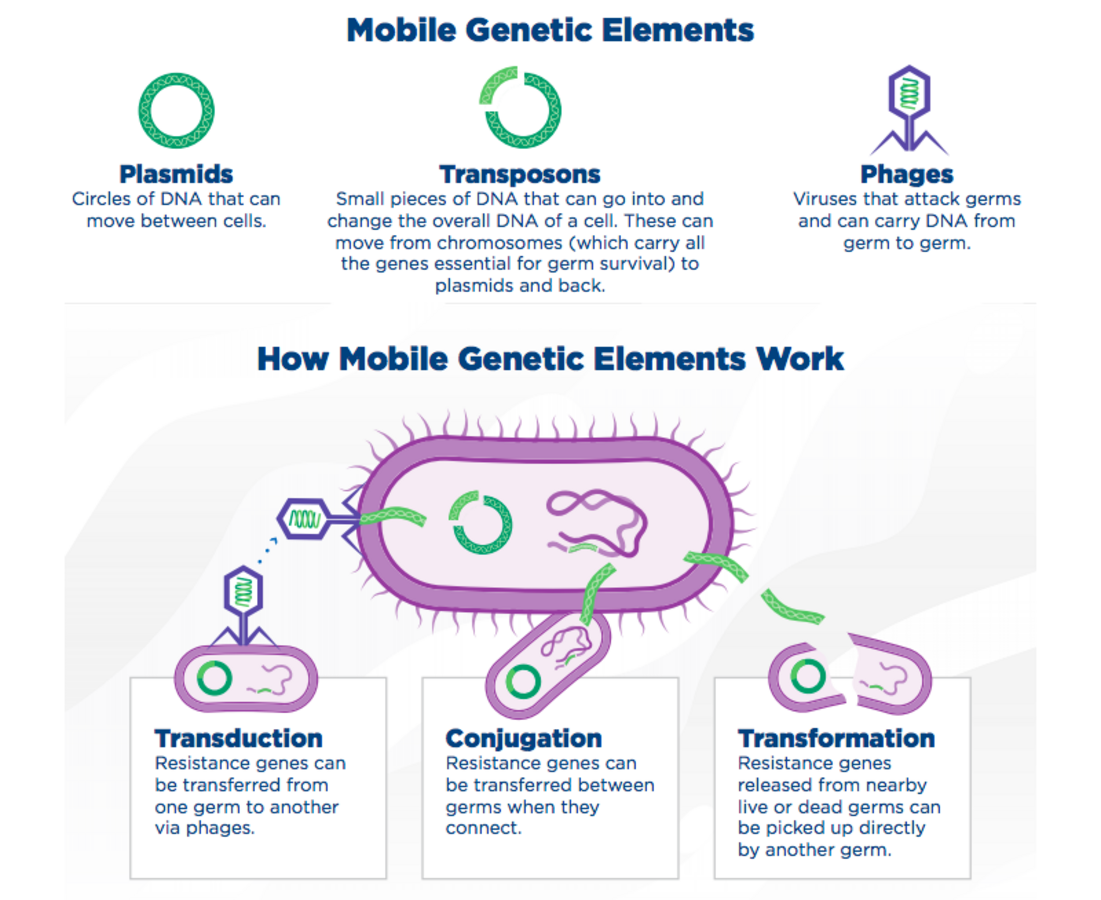 Mobile Genetic Elements
Plasmids
Circles of DNA that can
move between cells.
Transposons
Small pieces of DNA that can go into and
change the overall DNA of a cell. These can
move from chromosomes (which carry all
the genes essential for germ survival) to
plasmids and back.
Phages
Viruses that attack germs
and can carry DNA from
germ to germ.
How Mobile Genetic Elements Work
Transduction
Resistance genes can
be transferred from
one germ to another
via phages.
Conjugation
Resistance genes can
be transferred between
germs when they
connect.
Transformation
Resistance genes
released from nearby
live or dead germs can
be picked up directly
by another germ.